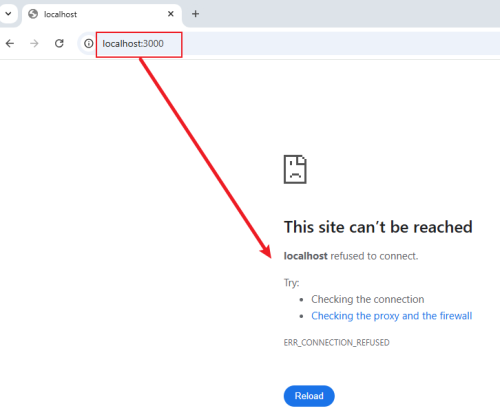 localhost
localhost:3000
This site can’t be reached
localhost refused to connect.
Try:
• Checking the connection
• Checking the proxy and the firewall
ERR_CONNECTION_REFUSED
Reload